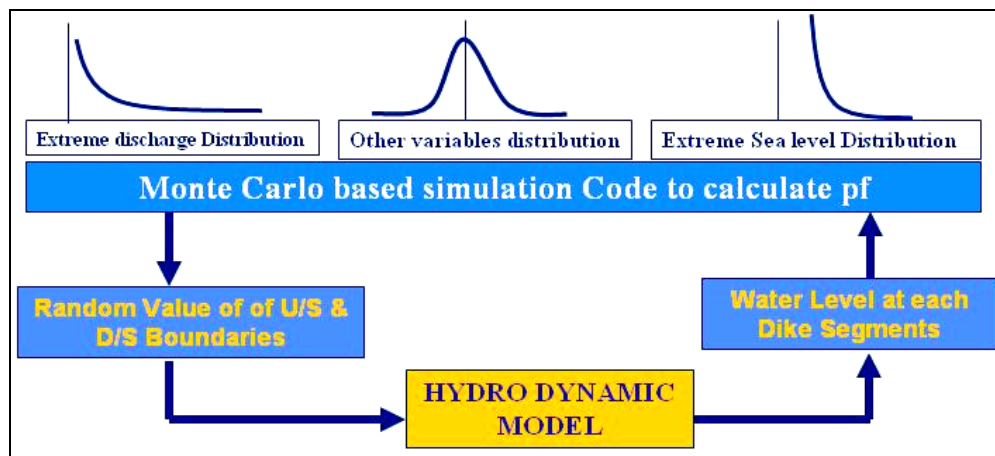 Extreme discharge Distribution
Other variables distribution
Extreme Sea level Distribution
Monte Carlo based simulation Code to calculate pf
Random Value of of U/S &
D/S Boundaries
Water Level at each
Dike Segments
HYDRO DYNAMIC
MODEL